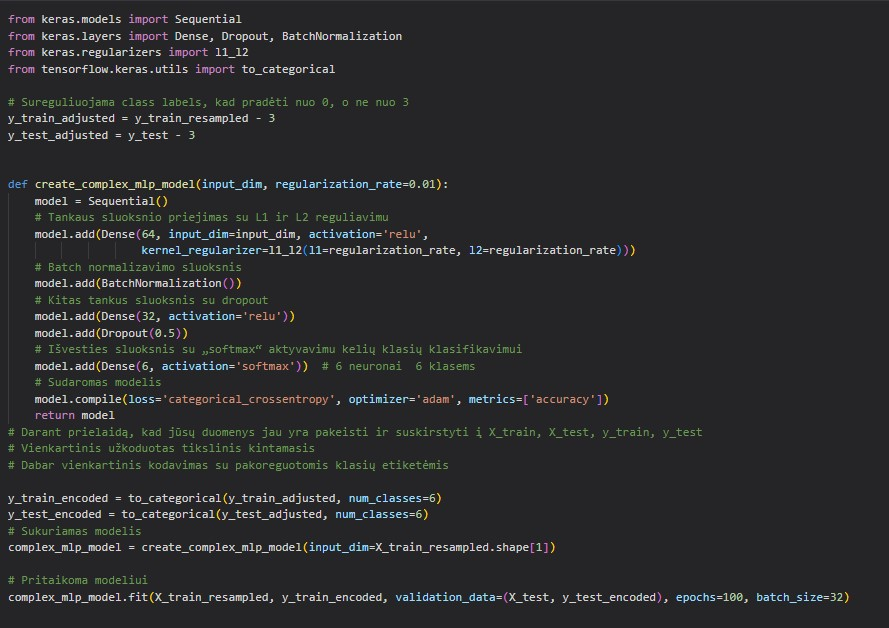 from keras.models import Sequential
from keras.layers import Dense, Dropout, BatchNormalization
from keras.regularizers import l1_l2
from tensorflow.keras.utils import to_categorical
# Sureguliuojama class labels, kad pradėti nuo 0, o ne nuo 3
y_train_adjusted = y_train_resampled - 3
y_test_adjusted = y_test - 3
def create_complex_mlp_model(input_dim, regularization_rate=0.01):
    model = Sequential()
    # Tankaus sluoksnio priejimas su L1 ir L2 reguliavimu
    model.add(Dense(64, input_dim=input_dim, activation='relu',
                    kernel_regularizer=l1_l2(l1=regularization_rate, l2=regularization_rate)))
    # Batch normalizavimo sluoksnis
    model.add(BatchNormalization())
    # Kitas tankus sluoksnis su dropout
    model.add(Dense(32, activation='relu'))
    model.add(Dropout(0.5))
    # Išvesties sluoksnis su „softmax“ aktyvavimu kelių klasių klasifikavimui
    model.add(Dense(6, activation='softmax'))  # 6 neuronai  6 klasems
    # Sudaromas modelis
    model.compile(loss='categorical_crossentropy', optimizer='adam', metrics=['accuracy'])
    return model
# Darant prielaidą, kad jūsų duomenys jau yra pakeisti ir suskirstyti į X_train, X_test, y_train, y_test
# Vienkartinis užkoduotas tikslinis kintamasis
# Dabar vienkartinis kodavimas su pakoreguotomis klasių etiketėmis
y_train_encoded = to_categorical(y_train_adjusted, num_classes=6)
y_test_encoded = to_categorical(y_test_adjusted, num_classes=6)
# Sukuriamas modelis
complex_mlp_model = create_complex_mlp_model(input_dim=X_train_resampled.shape[1])
# Pritaikoma modeliui
complex_mlp_model.fit(X_train_resampled, y_train_encoded, validation_data=(X_test, y_test_encoded), epochs=100, batch_size=32)